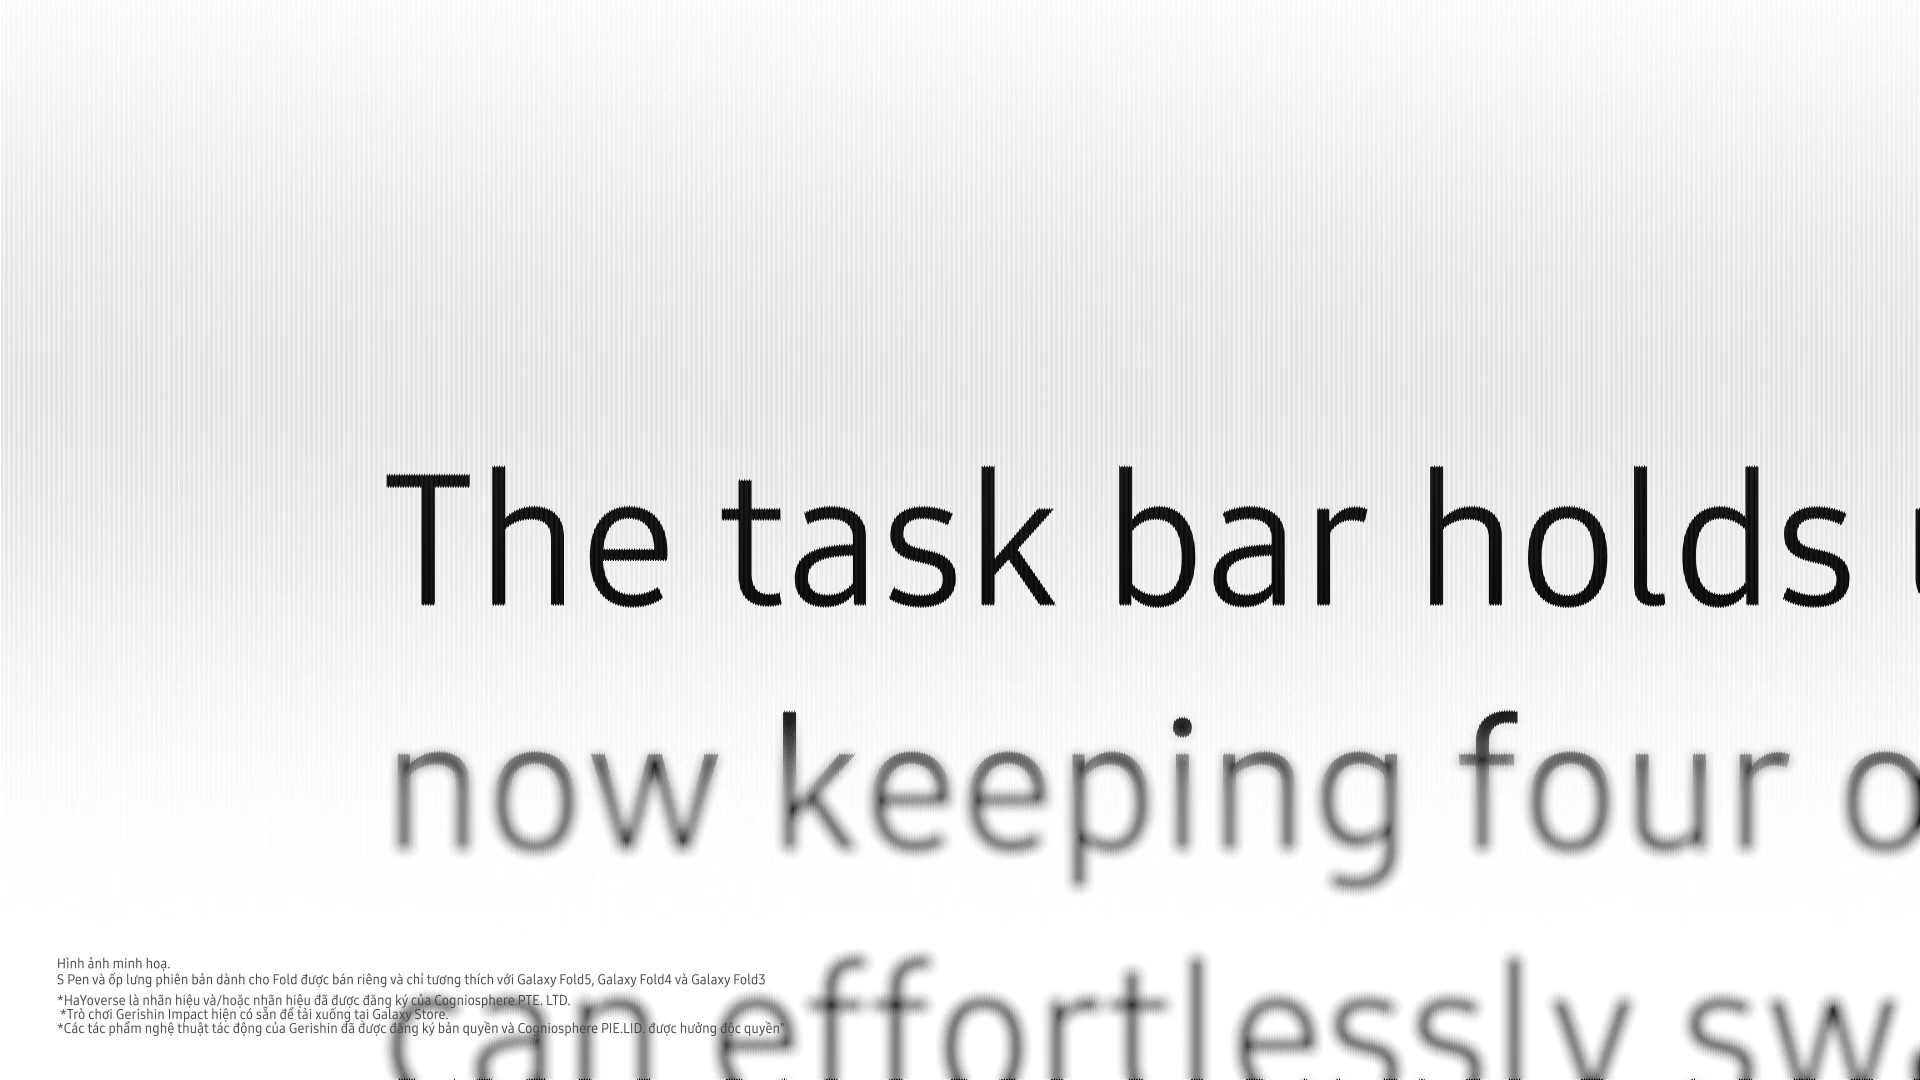 The task bar holds
now keeping four
can effortlessly
Hình ảnh minh hoạ.
S Pen và ốp lưng phiên bản dành cho Fold được bán riêng và chỉ tương thích với Galaxy Fold5, Galaxy Fold4 và Galaxy Fold3
*HaYoverse là nhãn hiệu và/hoặc nhãn hiệu đã được đăng ký của Cogniosphere PTE. LTD.
*Trò chơi Gerishin Impact hiện có sẵn để tải xuống tại Galaxy Store.
*Các tác phẩm nghệ thuật tác động của Gerishin đã được đăng ký bản quyền và Cogniosphere PIE.LID. được hưởng độc quyền"